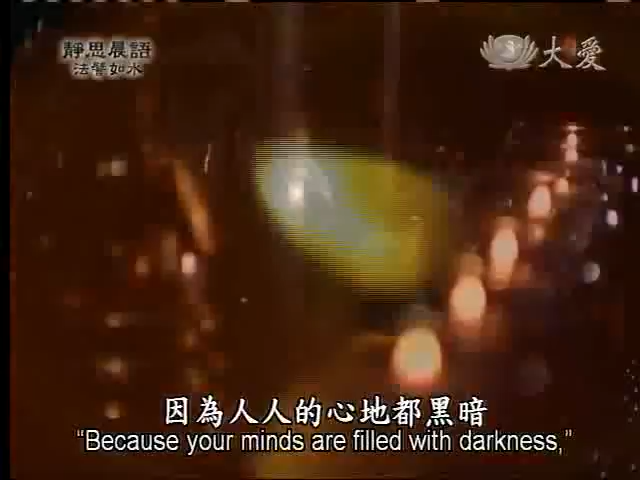 靜思晨語
法譬如水
大愛
因為人人的心地都黑暗
“Because your minds are filled with darkness,”